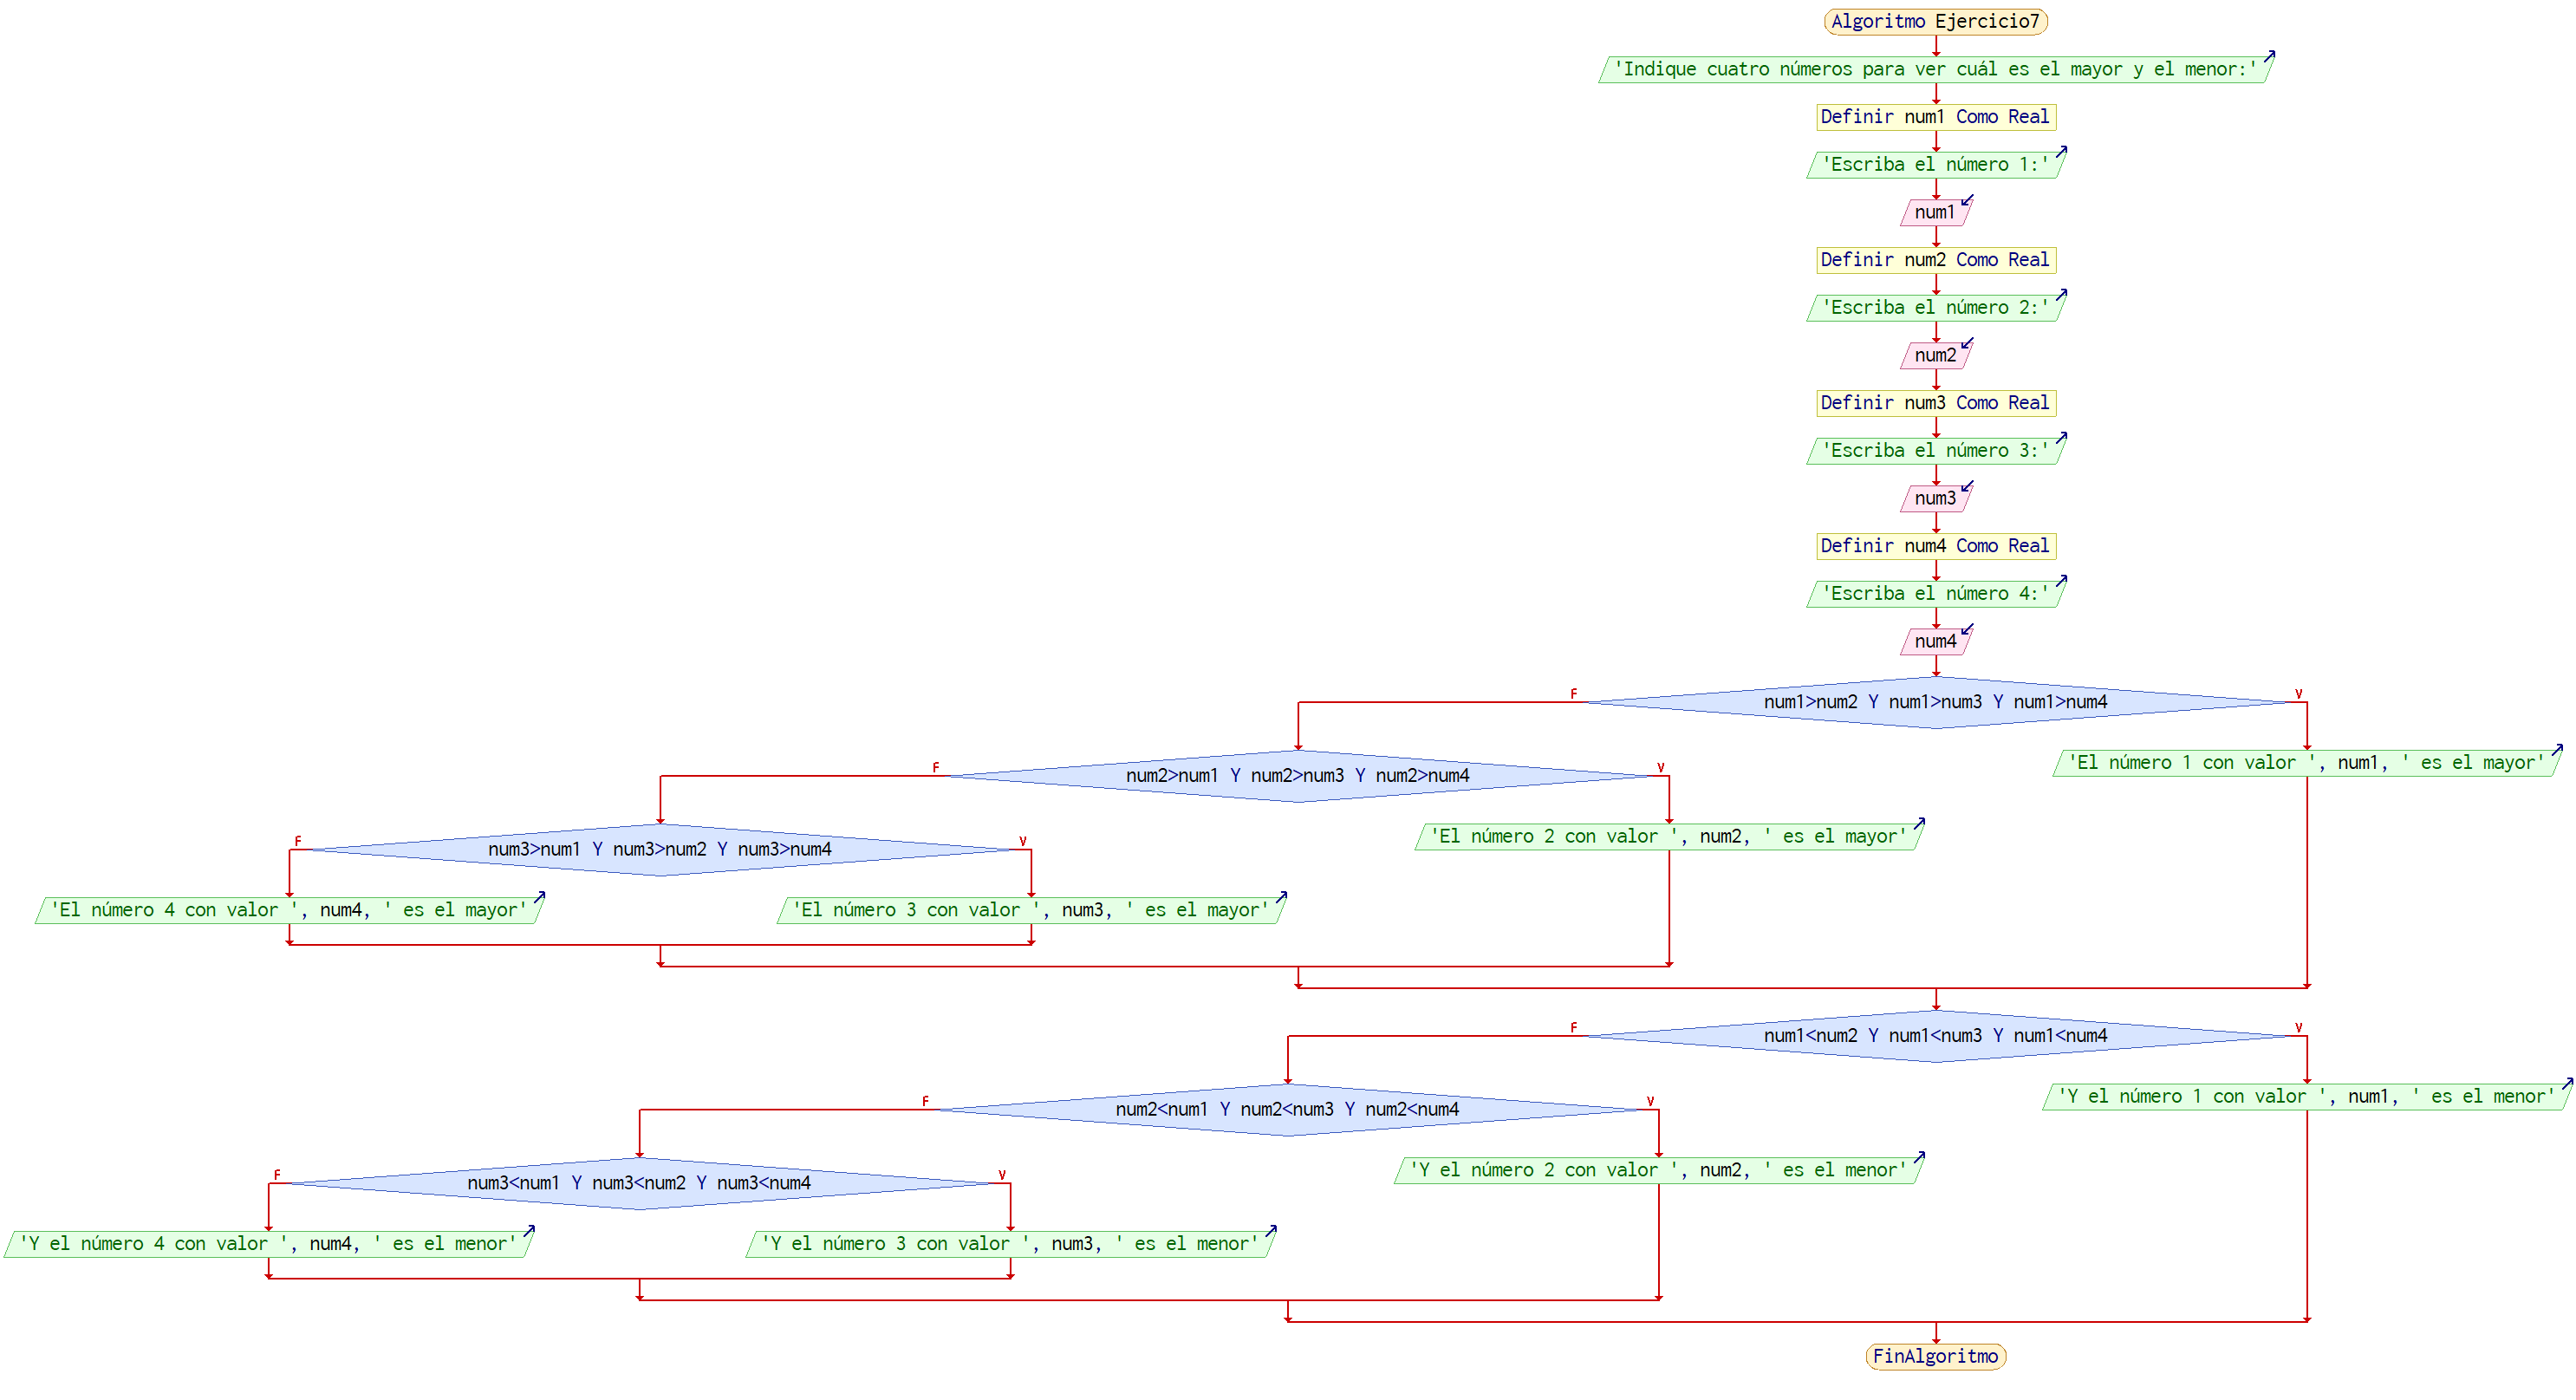 Algoritmo Ejercicio7
'Indique cuatro números para ver cuál es el mayor y el menor:'
Definir num1 Como Real
'Escriba el número 1:'
num1
Definir num2 Como Real
'Escriba el número 2:'
num2
Definir num3 Como Real
'Escriba el número 3:'
num3
Definir num4 Como Real
'Escriba el número 4:'
num4
F
num1>num2 Y num1>num3 Y num1>num4
V
F
num2>num1 Y num2>num3 Y num2>num4
V
'El número 1 con valor ', num1, ' es el mayor'
F
num3>num1 Y num3>num2 Y num3>num4
V
'El número 2 con valor ', num2, ' es el mayor'
'El número 4 con valor ', num4, ' es el mayor'
'El número 3 con valor ', num3, ' es el mayor'
F
num1<num2 Y num1<num3 Y num1<num4
V
F
num2<num1 Y num2<num3 Y num2<num4
V
'Y el número 1 con valor ', num1, ' es el menor'
F
num3<num1 Y num3<num2 Y num3<num4
V
'Y el número 2 con valor ', num2, ' es el menor'
'Y el número 4 con valor ', num4, ' es el menor'
'Y el número 3 con valor ', num3, ' es el menor'
FinAlgoritmo